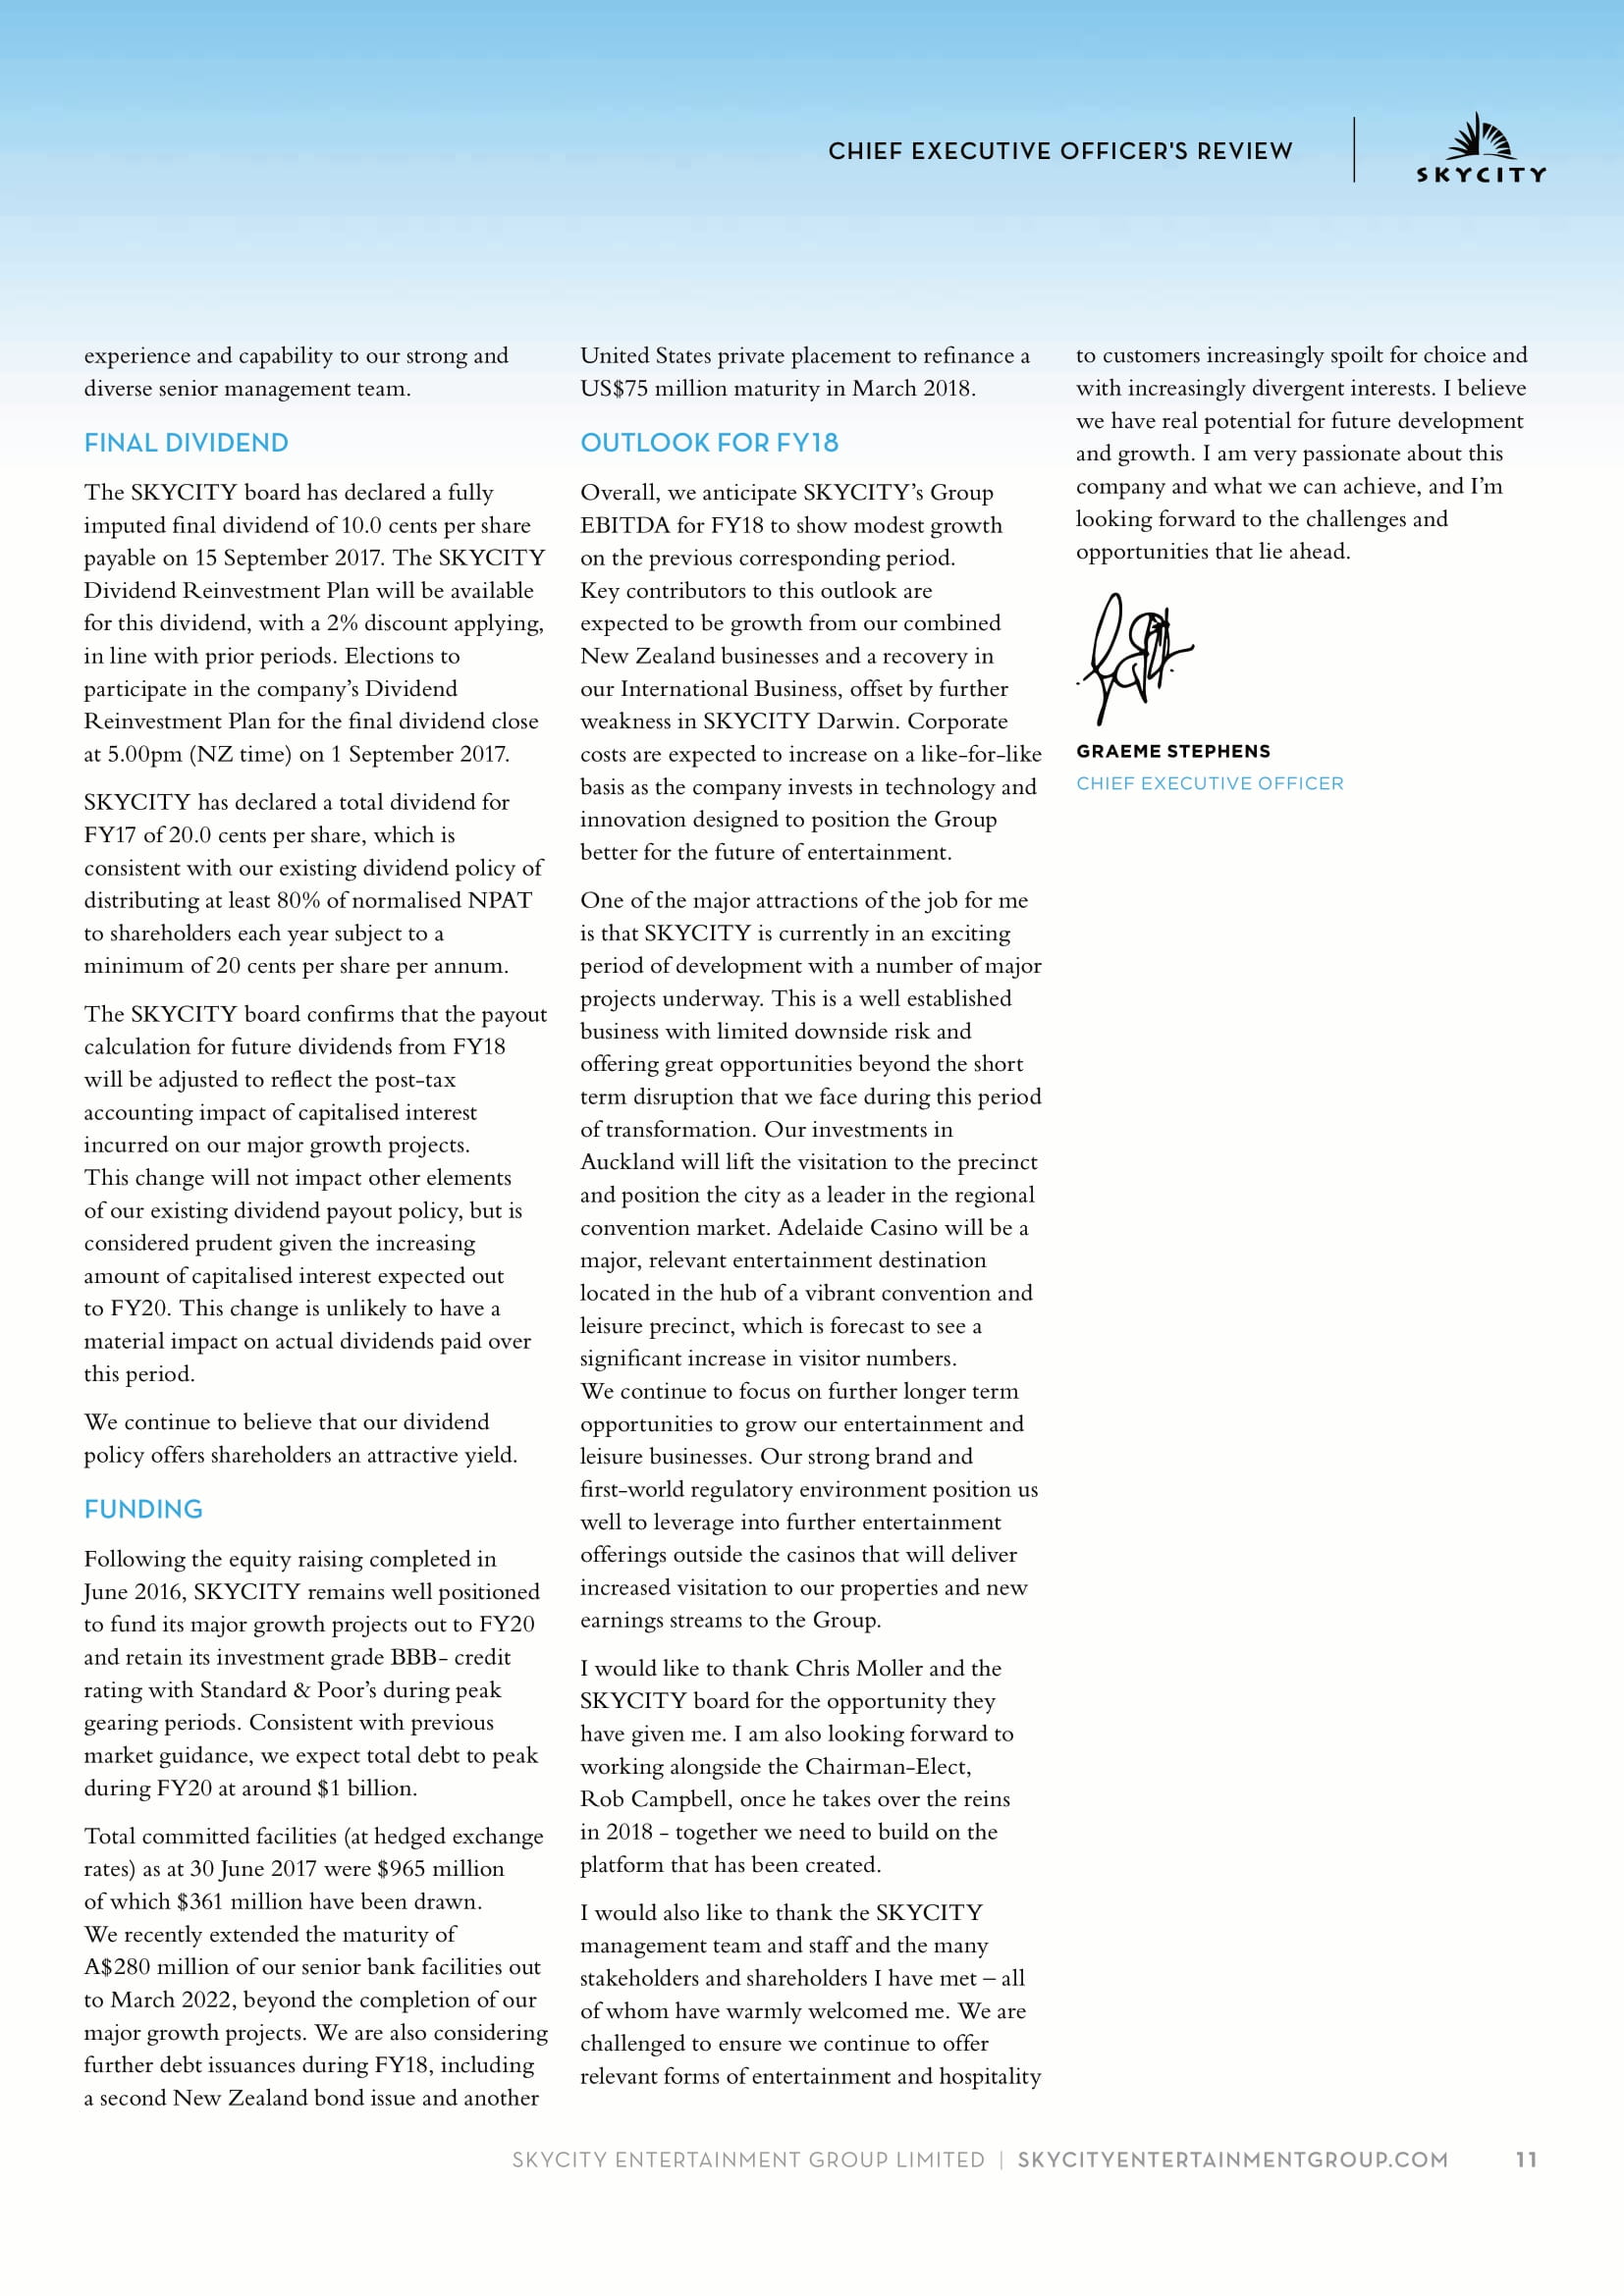 CHIEF EXECUTIVE OFFICER'S REVIEW
SKYCITY
experience and capability to our strong and
diverse senior management team.
FINAL DIVIDEND
The SKYCITY board has declared a fully
imputed final dividend of 10.0 cents per share
payable on 15 September 2017. The SKYCITY
Dividend Reinvestment Plan will be available
for this dividend, with a 2% discount applying,
in line with prior periods. Elections to
participate in the company’s Dividend
Reinvestment Plan for the final dividend close
at 5.00pm (NZ time) on 1 September 2017.
SKYCITY has declared a total dividend for
FY17 of 20.0 cents per share, which is
consistent with our existing dividend policy of
distributing at least 80% of normalised NPAT
to shareholders each year subject to a
minimum of 20 cents per share per annum.
The SKYCITY board confirms that the payout
calculation for future dividends from FY18
will be adjusted to reflect the post-tax
accounting impact of capitalised interest
incurred on our major growth projects.
This change will not impact other elements
of our existing dividend payout policy, but is
considered prudent given the increasing
amount of capitalised interest expected out
to FY20. This change is unlikely to have a
material impact on actual dividends paid over
this period.
We continue to believe that our dividend
policy offers shareholders an attractive yield.
FUNDING
Following the equity raising completed in
June 2016, SKYCITY remains well positioned
to fund its major growth projects out to FY20
and retain its investment grade BBB- credit
rating with Standard & Poor’s during peak
gearing periods. Consistent with previous
market guidance, we expect total debt to peak
during FY20 at around $1 billion.
Total committed facilities (at hedged exchange
rates) as at 30 June 2017 were $965 million
of which $361 million have been drawn.
We recently extended the maturity of
A$280 million of our senior bank facilities out
to March 2022, beyond the completion of our
major growth projects. We are also considering
further debt issuances during FY18, including
a second New Zealand bond issue and another
United States private placement to refinance a
US$75 million maturity in March 2018.
OUTLOOK FOR FY18
Overall, we anticipate SKYCITY’s Group
EBITDA for FY18 to show modest growth
on the previous corresponding period.
Key contributors to this outlook are
expected to be growth from our combined
New Zealand businesses and a recovery in
our International Business, offset by further
weakness in SKYCITY Darwin. Corporate
costs are expected to increase on a like-for-like
basis as the company invests in technology and
innovation designed to position the Group
better for the future of entertainment.
One of the major attractions of the job for me
is that SKYCITY is currently in an exciting
period of development with a number of major
projects underway. This is a well established
business with limited downside risk and
offering great opportunities beyond the short
term disruption that we face during this period
of transformation. Our investments in
Auckland will lift the visitation to the precinct
and position the city as a leader in the regional
convention market. Adelaide Casino will be a
major, relevant entertainment destination
located in the hub of a vibrant convention and
leisure precinct, which is forecast to see a
significant increase in visitor numbers.
We continue to focus on further longer term
opportunities to grow our entertainment and
leisure businesses. Our strong brand and
first-world regulatory environment position us
well to leverage into further entertainment
offerings outside the casinos that will deliver
increased visitation to our properties and new
earnings streams to the Group.
I would like to thank Chris Moller and the
SKYCITY board for the opportunity they
have given me. I am also looking forward to
working alongside the Chairman-Elect,
Rob Campbell, once he takes over the reins
in 2018 - together we need to build on the
platform that has been created.
I would also like to thank the SKYCITY
management team and staff and the many
stakeholders and shareholders I have met – all
of whom have warmly welcomed me. We are
challenged to ensure we continue to offer
relevant forms of entertainment and hospitality
to customers increasingly spoilt for choice and
with increasingly divergent interests. I believe
we have real potential for future development
and growth. I am very passionate about this
company and what we can achieve, and I’m
looking forward to the challenges and
opportunities that lie ahead.
GRAEME STEPHENS
CHIEF EXECUTIVE OFFICER
SKYCITY ENTERTAINMENT GROUP LIMITED | SKYCITYENTERTAINMENTGROUP.COM 11